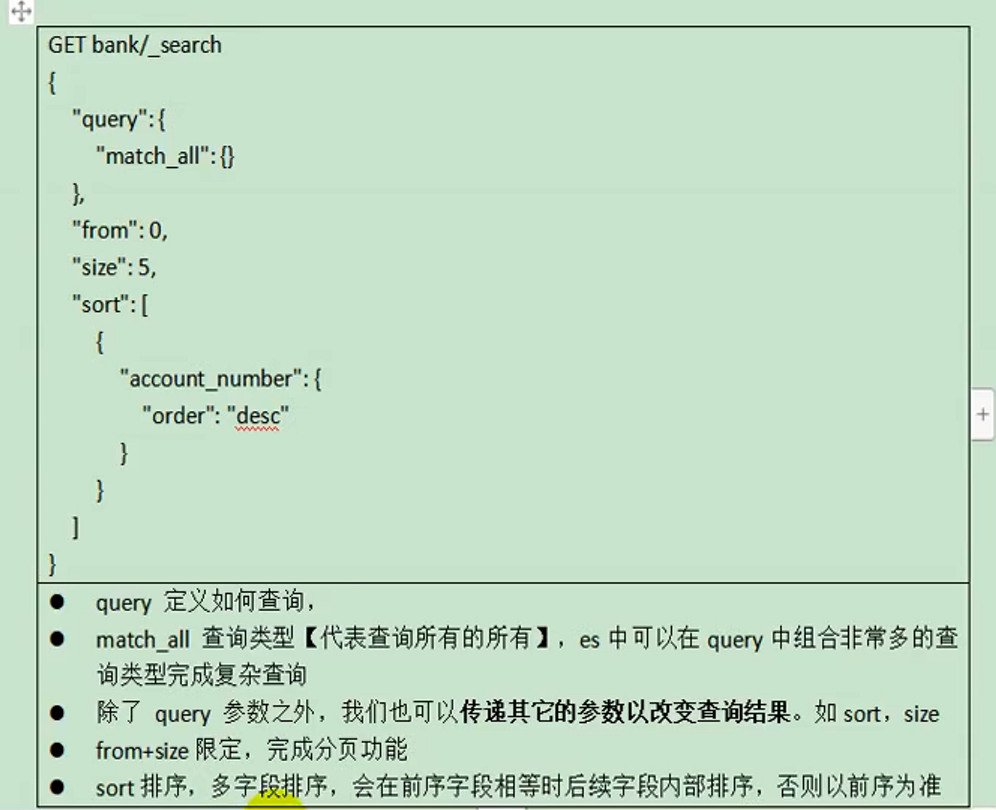 GET bank/_search
{
"query": {
"match_all": {}
},
"from": 0,
"size": 5,
"sort": [
{
"account_number": {
"order": "desc"
}
}
]
}
● query 定义如何查询，
● match_all 查询类型【代表查询所有的所有】，es 中可以在 query 中组合非常多的查
询类型完成复杂查询
● 除了 query 参数之外，我们也可以传递其它的参数以改变查询结果。如 sort，size
● from+size 限定，完成分页功能
● sort 排序，多字段排序，会在前序字段相等时后续字段内部排序，否则以前序为准